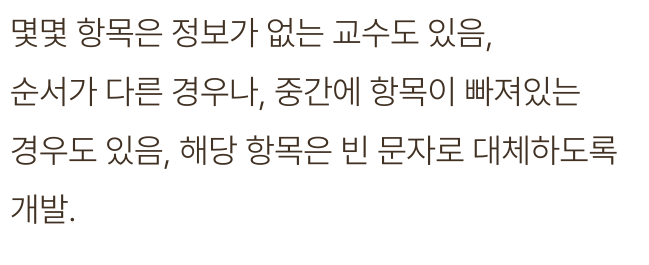 몇몇 항목은 정보가 없는 교수도 있음,
순서가 다른 경우나, 중간에 항목이 빠져있는
경우도 있음, 해당 항목은 빈 문자로 대체하도록
개발.